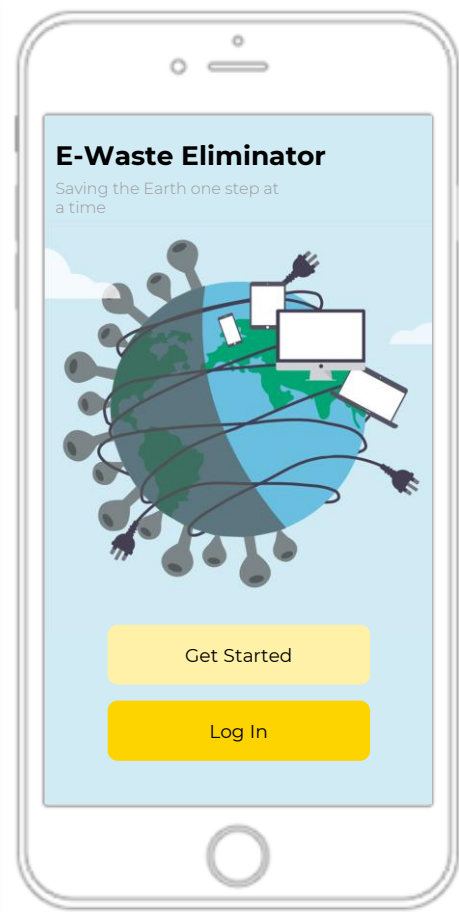 E-Waste Eliminator
Saving the Earth one step at
a time
Get Started
Log In